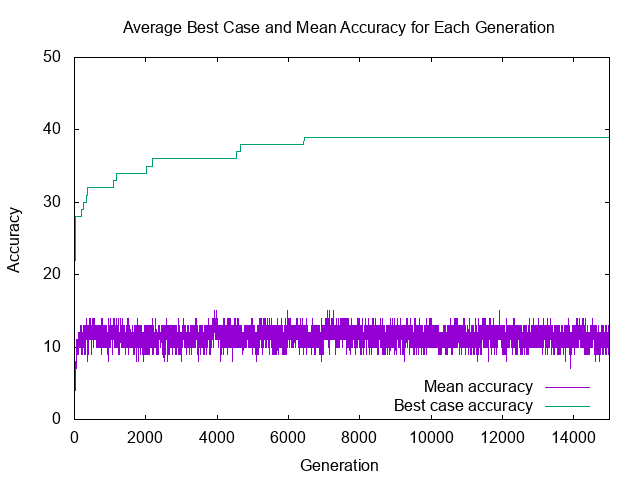 Average Best Case and Mean Accuracy for Each Generation
50
40
30
20
10
0
Accuracy
Mean accuracy
Best case accuracy
0 2000 4000 6000 8000 10000 12000 14000
Generation